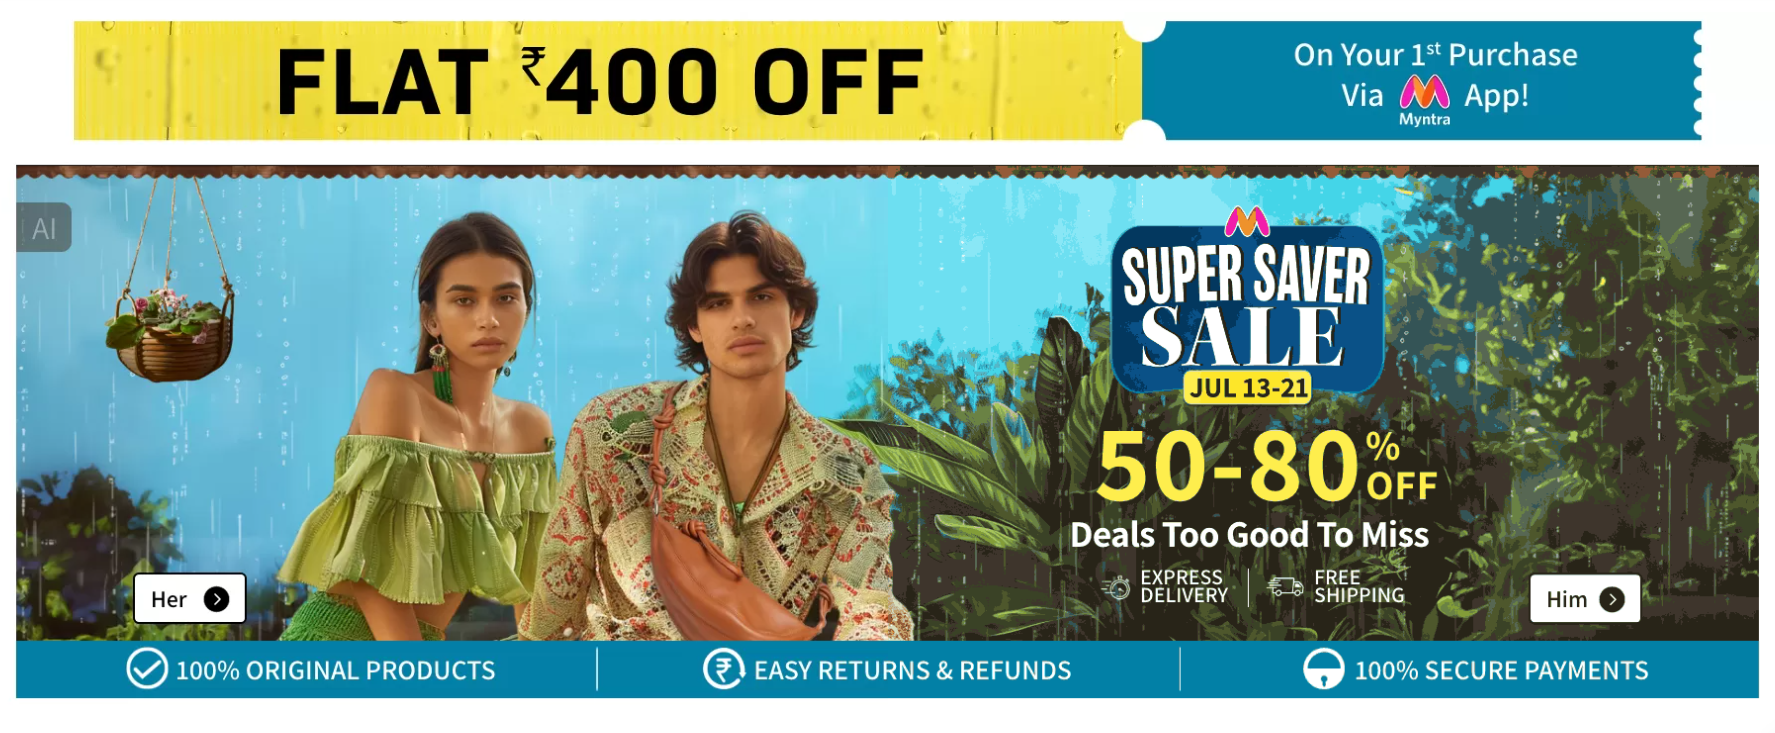 FLAT ₹400 OFF
On Your 1st Purchase
Via Myntra App!
AI
SUPER SAVER
SALE
JUL 13-21
50-80% OFF
Deals Too Good To Miss
EXPRESS
DELIVERY
FREE
SHIPPING
Her
Him
100% ORIGINAL PRODUCTS
EASY RETURNS & REFUNDS
100% SECURE PAYMENTS